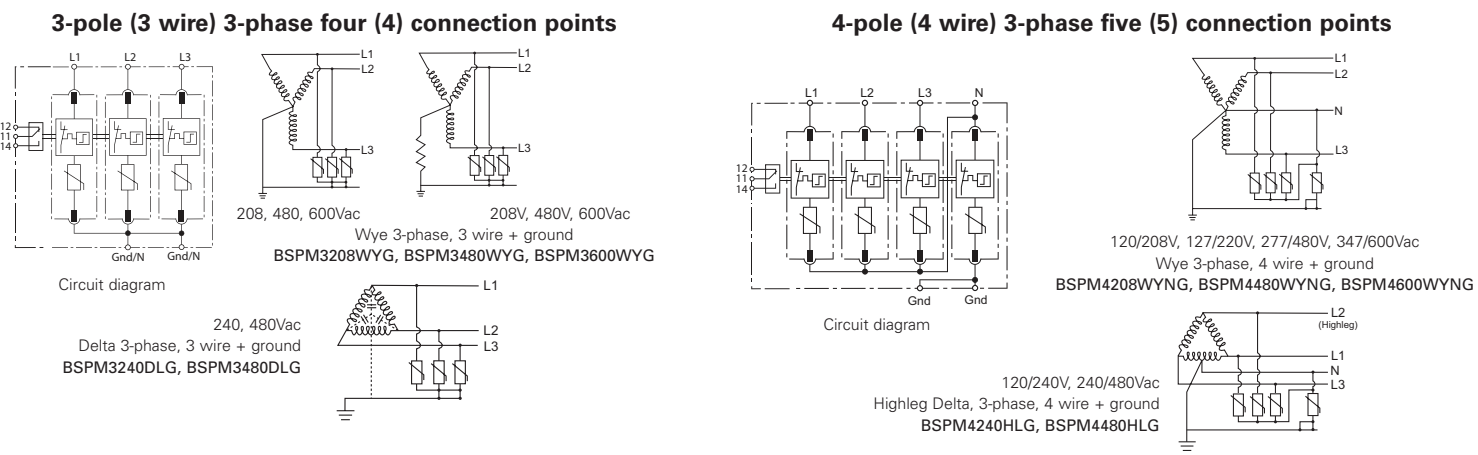 3-pole (3 wire) 3-phase four (4) connection points
L1
L2
L3
12
11
14
Gnd/N
Gnd/N
Circuit diagram
L1
L2
L3
L1
L2
L3
208, 480, 600Vac
208V, 480V, 600Vac
Wye 3-phase, 3 wire + ground
BSPM3208WYG, BSPM3480WYG, BSPM3600WYG
L1
L2
L3
240, 480Vac
Delta 3-phase, 3 wire + ground
BSPM3240DLG, BSPM3480DLG
4-pole (4 wire) 3-phase five (5) connection points
L1
L2
L3
N
12
11
14
Gnd
Gnd
Circuit diagram
L1
L2
N
L3
120/208V, 127/220V, 277/480V, 347/600Vac
Wye 3-phase, 4 wire + ground
BSPM4208WYNG, BSPM4480WYNG, BSPM4600WYNG
L2
(Highleg)
L1
N
L3
120/240V, 240/480Vac
Highleg Delta, 3-phase, 4 wire + ground
BSPM4240HLG, BSPM4480HLG